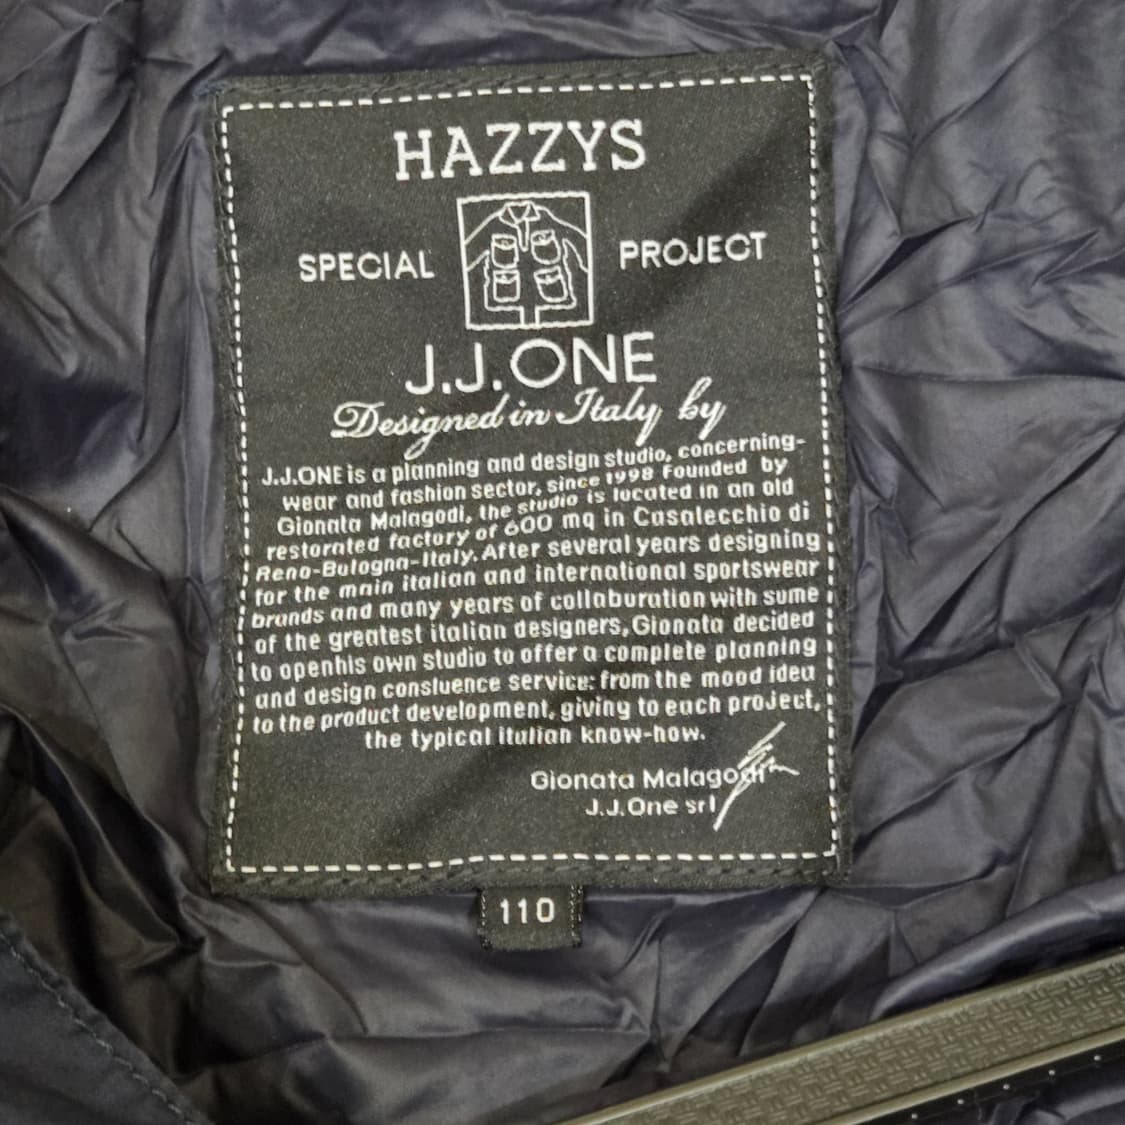 HAZZYS
SPECIAL PROJECT
J.J.ONE
Designed in Italy by
J.J.ONE is a planning and design studio, concerning-
wear and fashion sector, since 1998 Founded by
Gionata Malagodi, the studio is located in an old
restorated factory of 600 mq in Casalecchio di
Reno-Bulogna-Italy. After several years designing
for the main italian and international sportswear
brands and many years of collaburation with sume
of the greatest italian designers, Gionata decided
to openhis own studio to offer a complete planning
and design consluence service: from the mood idea
to the product development, giving to each project,
the typical italian know-how.
Gionata Malagodi
J.J.One srl
110